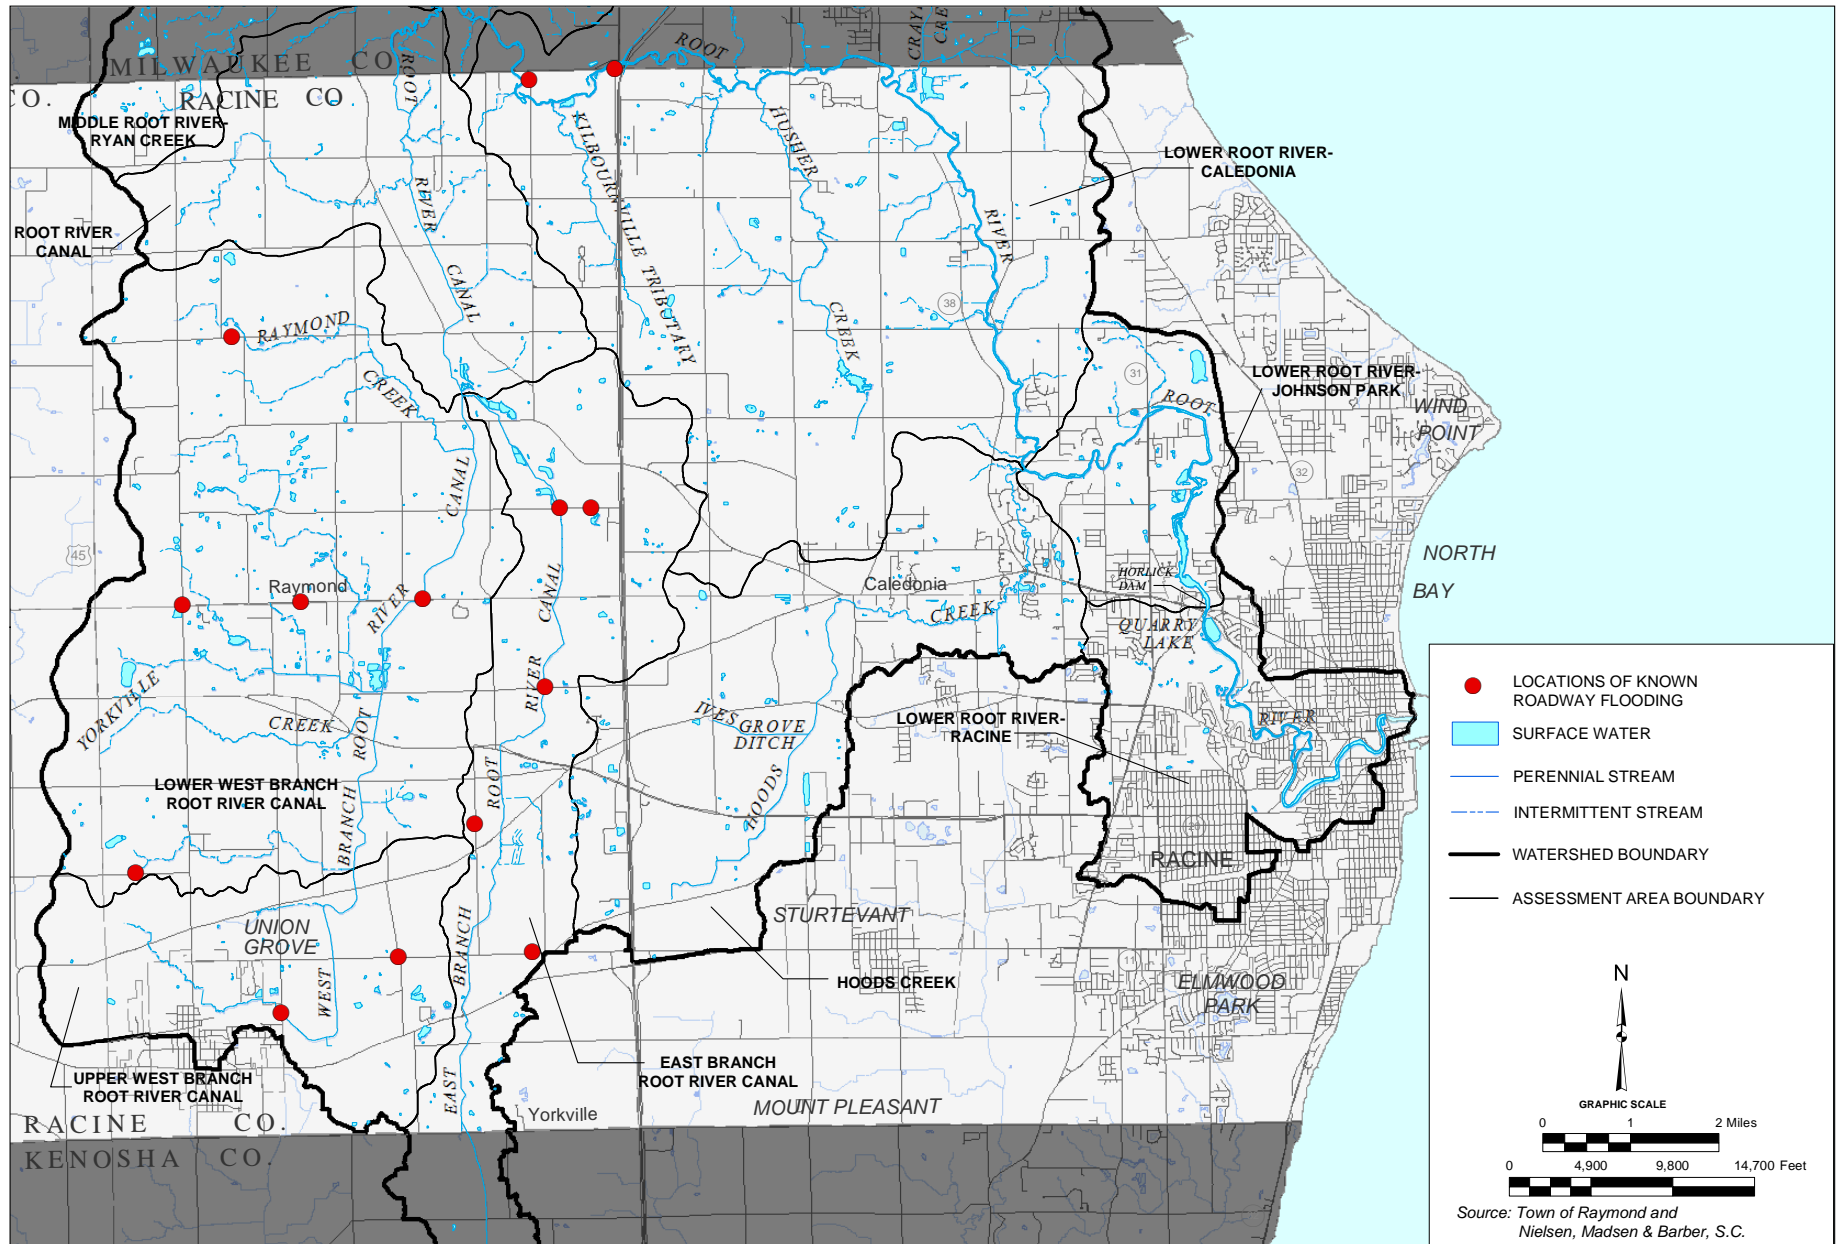 MILWAUKEE CO.
CO.
RACINE CO.
MIDDLE ROOT RIVER-
RYAN CREEK
ROOT RIVER
CANAL
ROOT
RIVER
CANAL
ROOT
RIVER
KILBOURNVILLE TRIBUTARY
HUSHER
CREEK
LOWER ROOT RIVER-
CALEDONIA
38
31
32
RAYMOND
CREEK
ROOT
LOWER ROOT RIVER-
JOHNSON PARK
WIND
POINT
NORTH
BAY
45
Raymond
CANAL
RIVER
ROOT
BRANCH
WEST
CANAL
RIVER
ROOT
BRANCH
EAST
Caledonia
CREEK
HORLICK
DAM
QUARRY
LAKE
RIVER
YORKVILLE
CREEK
IVES GROVE
DITCH
HOODS
LOWER ROOT RIVER-
RACINE
LOWER WEST BRANCH
ROOT RIVER CANAL
20
RACINE
UNION
GROVE
STURTEVANT
HOODS CREEK
11
ELMWOOD
PARK
EAST BRANCH
ROOT RIVER CANAL
UPPER WEST BRANCH
ROOT RIVER CANAL
Yorkville
MOUNT PLEASANT
RACINE CO.
KENOSHA CO.
LOCATIONS OF KNOWN
ROADWAY FLOODING
SURFACE WATER
PERENNIAL STREAM
INTERMITTENT STREAM
WATERSHED BOUNDARY
ASSESSMENT AREA BOUNDARY
N
GRAPHIC SCALE
0 1 2 Miles
0 4,900 9,800 14,700 Feet
Source: Town of Raymond and
Nielsen, Madsen & Barber, S.C.